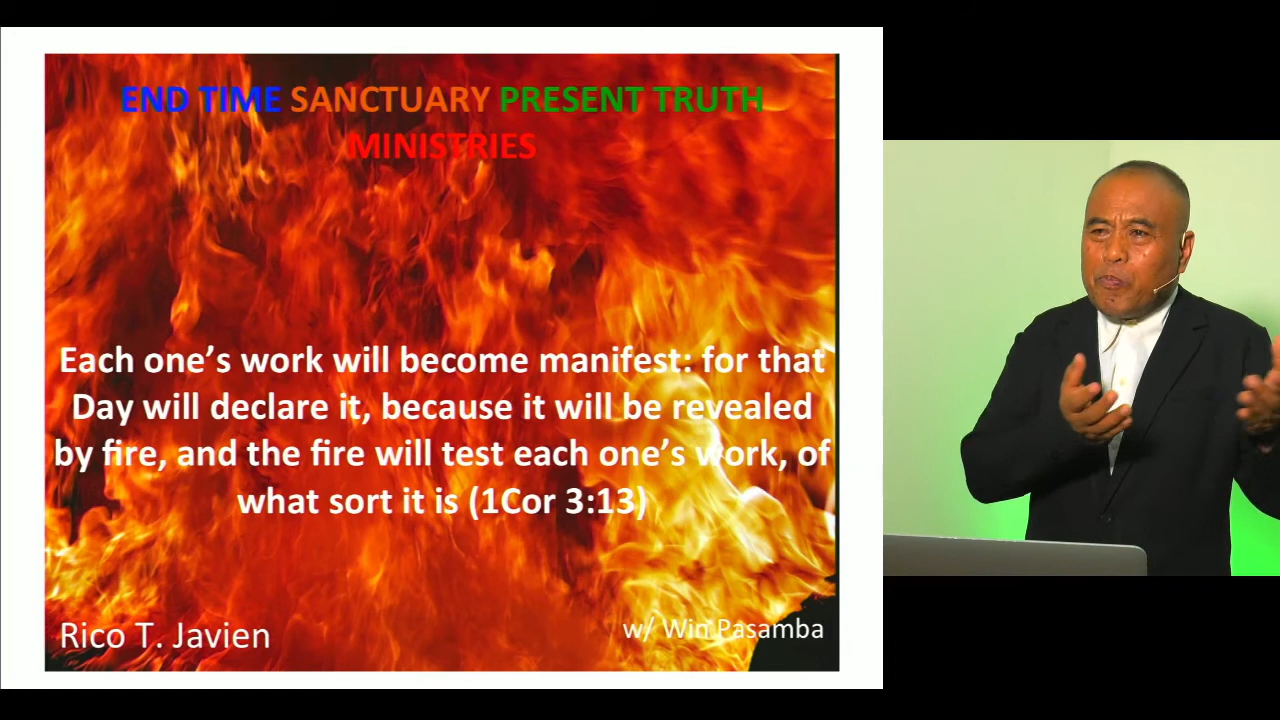 END TIME SANCTUARY PRESENT TRUTH
MINISTRIES
Each one’s work will become manifest: for that
Day will declare it, because it will be revealed
by fire, and the fire will test each one’s work, of
what sort it is (1Cor 3:13)
Rico T. Javien
w/ Win Pasamba